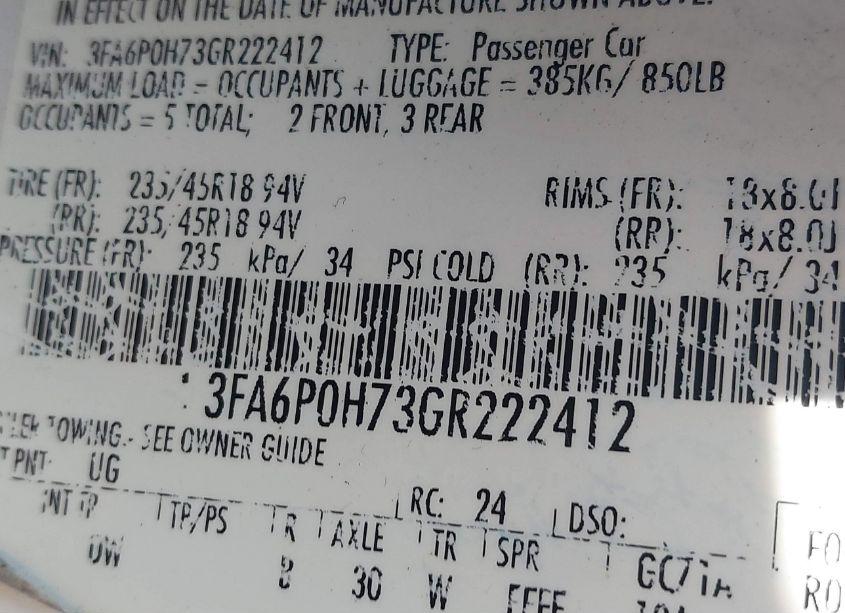 IN EFFECT ON THE DATE OF MANUFACTURE SHOWN ABOVE.
VIN: 3FA6P0H73GR222412 TYPE: Passenger Car
MAXIMUM LOAD = OCCUPANTS + LUGGAGE = 385KG/ 850LB
OCCUPANTS = 5 TOTAL; 2 FRONT, 3 REAR
TIRE (FR): 235/45R18 94V RIMS (FR): 18x8.0J
(RR): 235/45R18 94V (RR): 18x8.0J
PRESSURE (FR): 235 kPa/ 34 PSI COLD (RR): 235 kPa/ 34
3FA6P0H73GR222412
TOWING - SEE OWNER GUIDE
PNT: UG
RC: 24 DSO:
INT TR TP/PS R AXLE TR SPR
UW 30 W